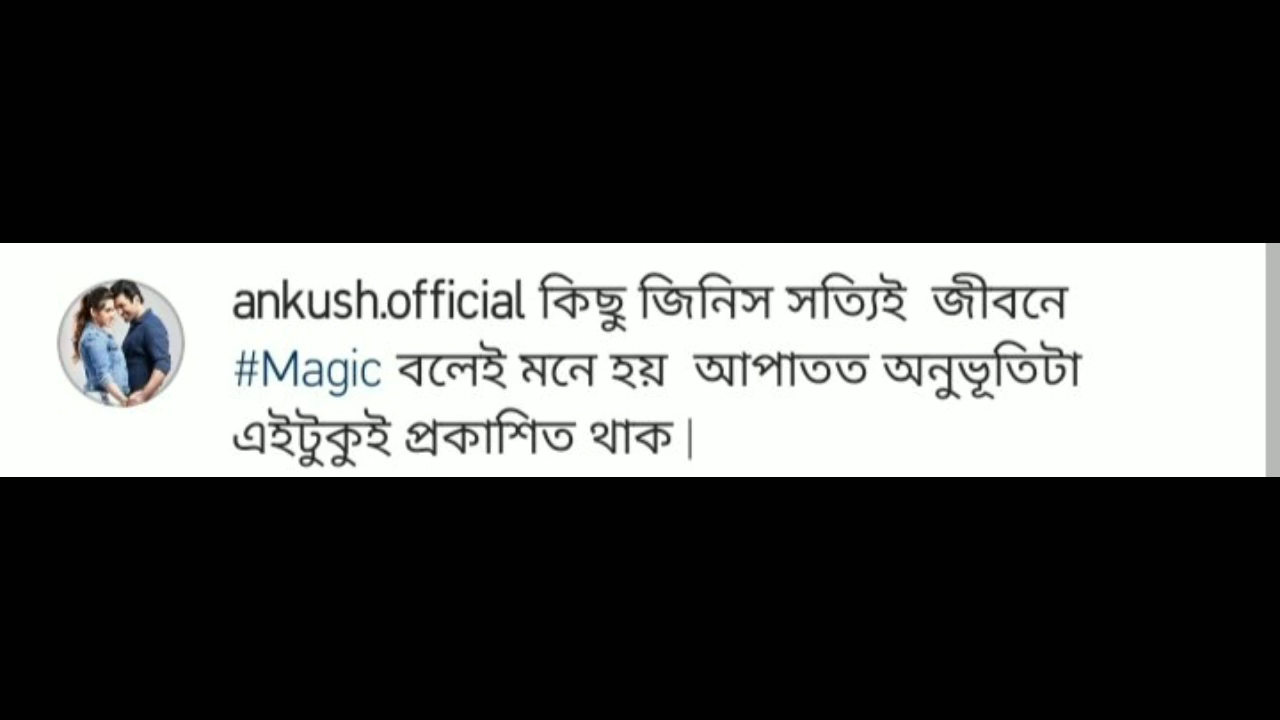 ankush.official কিছু জিনিস সত্যিই জীবনে
#Magic বলেই মনে হয় আপাতত অনুভূতিটা
এইটুকুই প্রকাশিত থাক|